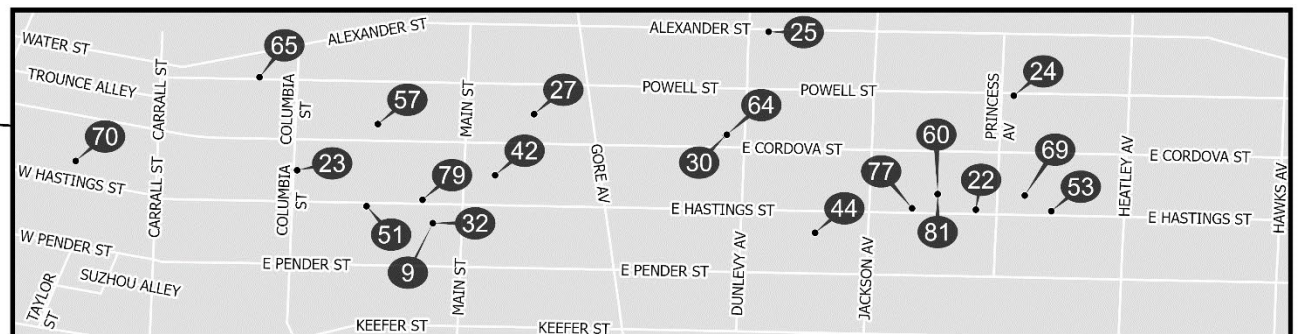 WATER ST
65
ALEXANDER ST
ALEXANDER ST
25
TROUNCE ALLEY
CARRALL ST
COLUMBIA
ST
57
MAIN ST
27
POWELL ST
64
POWELL ST
PRINCESS
AV
24
70
W HASTINGS ST
CARRALL ST
COLUMBIA
ST
23
79
42
GORE AV
30
E CORDOVA ST
60
69
HEATLEY AV
E CORDOVA ST
HAWKS AV
77
22
53
51
32
9
E HASTINGS ST
44
81
E HASTINGS ST
W PENDER ST
SUZHOU ALLEY
TAYLOR
ST
E PENDER ST
MAIN ST
E PENDER ST
DUNLEVY AV
JACKSON AV
KEEFER ST
KEEFER ST